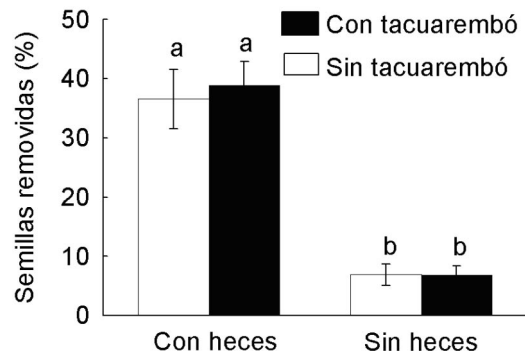 50
Con tacuarembó
Sin tacuarembó
a
a
40
30
20
10
0
b
b
Semillas removidas (%)
Con heces
Sin heces